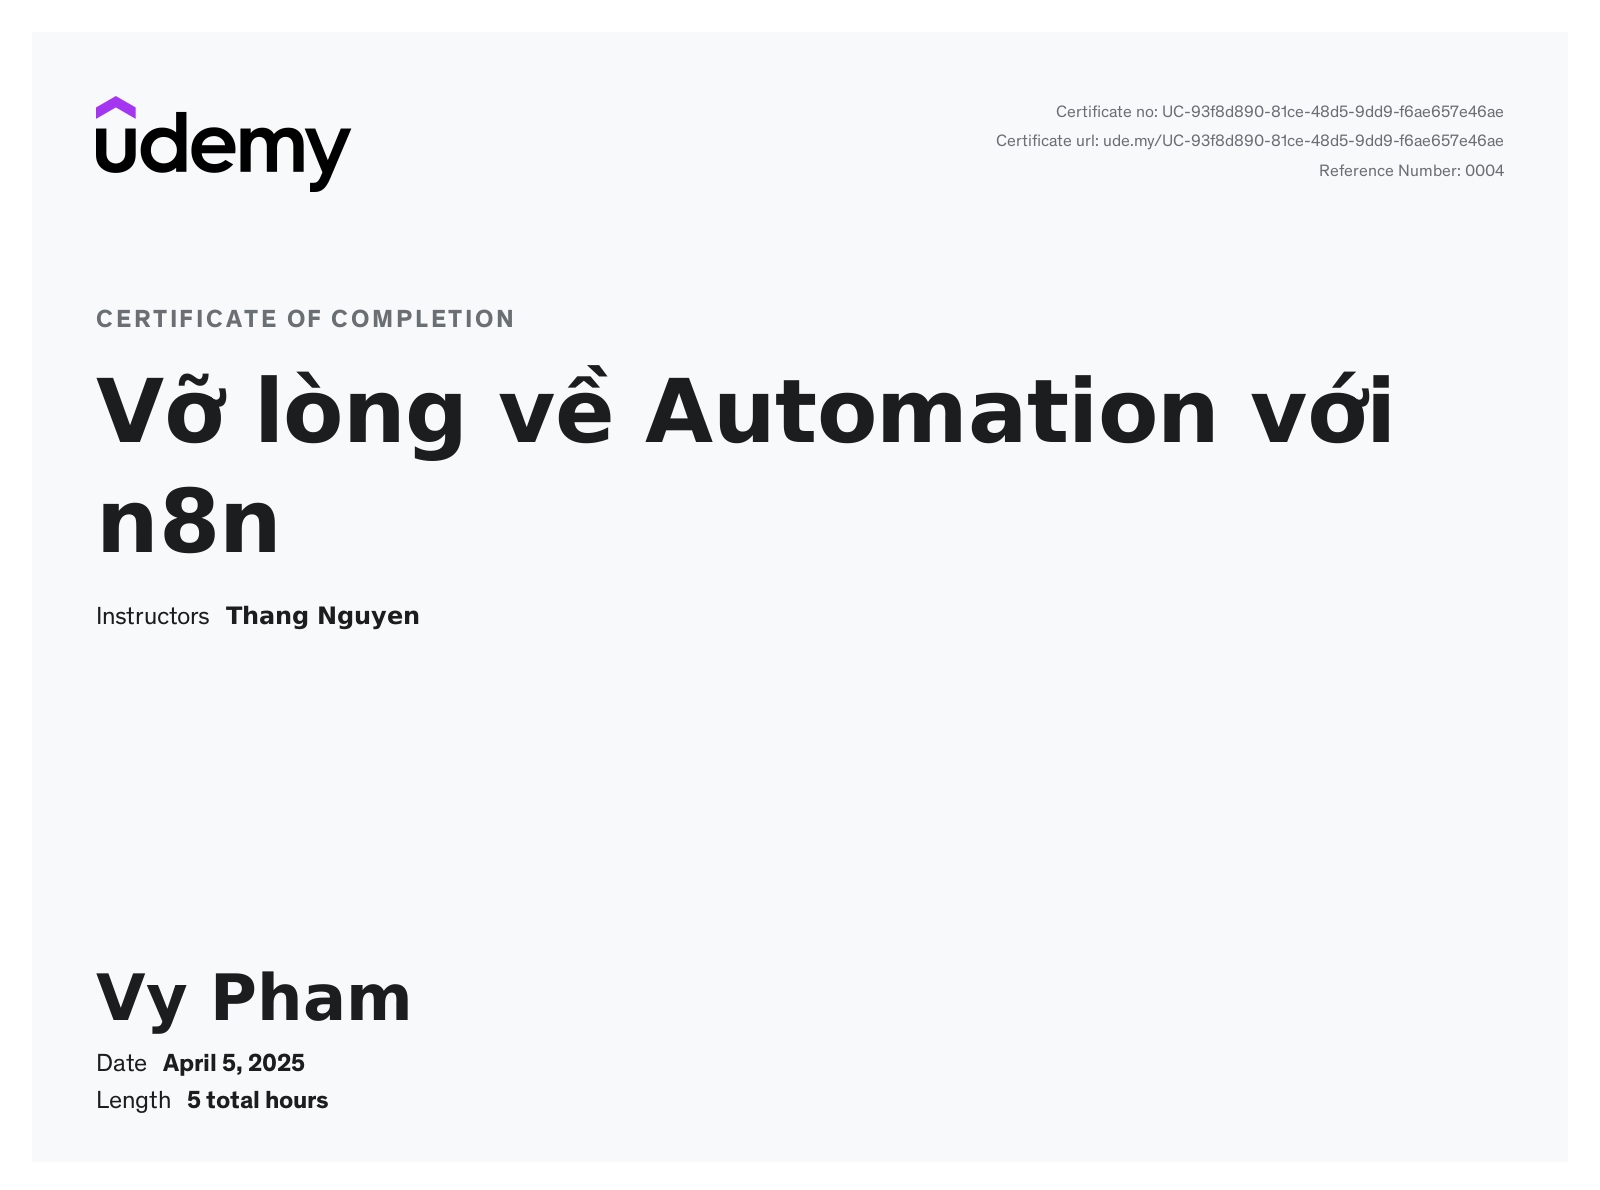 udemy
Certificate no: UC-93f8d890-81ce-48d5-9dd9-f6ae657e46ae
Certificate url: ude.my/UC-93f8d890-81ce-48d5-9dd9-f6ae657e46ae
Reference Number: 0004
CERTIFICATE OF COMPLETION
Vỡ lòng về Automation với
n8n
Instructors Thang Nguyen
Vy Pham
Date April 5, 2025
Length 5 total hours